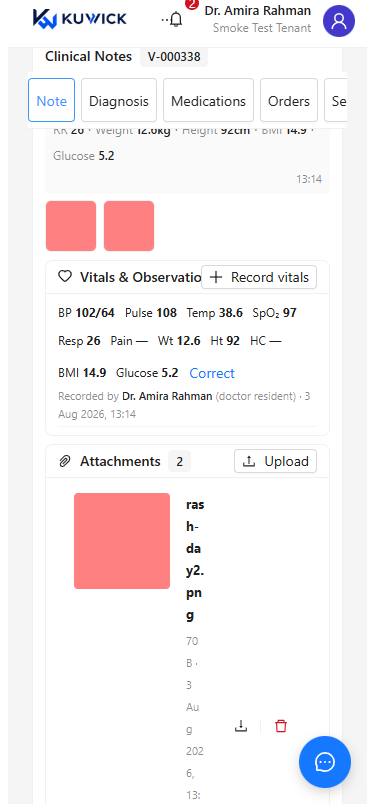 KUWICK
2
Dr. Amira Rahman
Smoke Test Tenant
Clinical Notes V-000338
Note Diagnosis Medications Orders Se
RR 26 · Weight 12.6kg · Height 92cm · BMI 14.9 ·
Glucose 5.2
13:14
Vitals & Observatio Record vitals
BP 102/64 Pulse 108 Temp 38.6 SpO₂ 97
Resp 26 Pain — Wt 12.6 Ht 92 HC —
BMI 14.9 Glucose 5.2 Correct
Recorded by Dr. Amira Rahman (doctor resident) · 3
Aug 2026, 13:14
Attachments 2 Upload
ras
h-
da
y2.
pn
g
70
B ·
3
Au
g
202
6,
13: